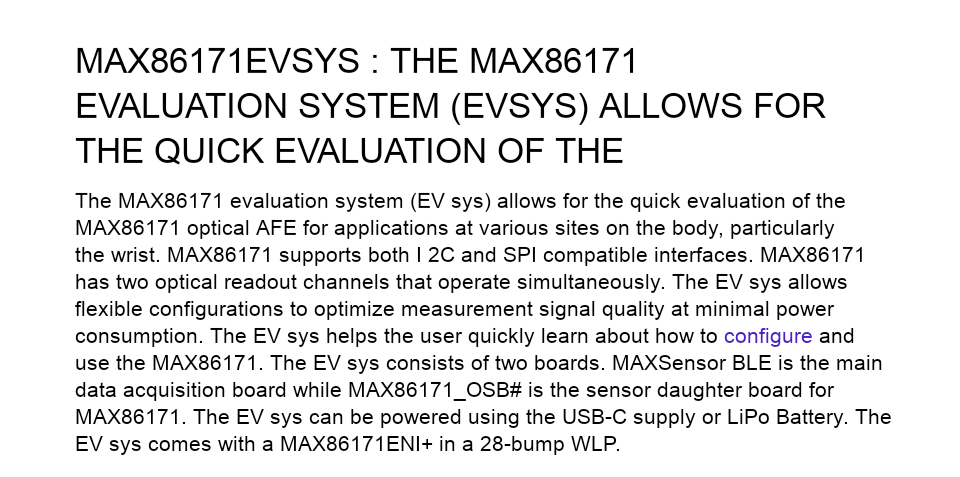 MAX86171EVSYS : THE MAX86171
EVALUATION SYSTEM (EVSYS) ALLOWS FOR
THE QUICK EVALUATION OF THE
The MAX86171 evaluation system (EV sys) allows for the quick evaluation of the
MAX86171 optical AFE for applications at various sites on the body, particularly
the wrist. MAX86171 supports both I 2C and SPI compatible interfaces. MAX86171
has two optical readout channels that operate simultaneously. The EV sys allows
flexible configurations to optimize measurement signal quality at minimal power
consumption. The EV sys helps the user quickly learn about how to configure and
use the MAX86171. The EV sys consists of two boards. MAXSensor BLE is the main
data acquisition board while MAX86171_OSB# is the sensor daughter board for
MAX86171. The EV sys can be powered using the USB-C supply or LiPo Battery. The
EV sys comes with a MAX86171ENI+ in a 28-bump WLP.